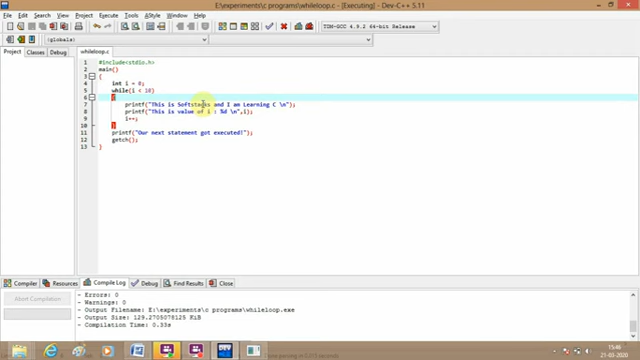 E:\experiments\c programs\whileloop.c - [Executing] - Dev-C++ 5.11
File Edit Search View Project Execute Tools AStyle Window Help
TDM-GCC 4.9.2 64-bit Release
(globals)
Project Classes Debug
whileloop.c
1 #include<stdio.h>
2 main()
3 {
4 int i = 0;
5 while(i < 10)
6 {
7 printf("This is Softstacks and I am Learning C \n");
8 printf("This is value of i : %d \n",i);
9 i++;
10 }
11 printf("Our next statement got executed!");
12 getch();
13 }
Compiler Resources Compile Log Debug Find Results Close
Abort Compilation
- Errors: 0
- Warnings: 0
- Output Filename: E:\experiments\c programs\whileloop.exe
- Output Size: 129.2705078125 KiB
- Compilation Time: 0.33s
DEV
15:46
21-03-2020